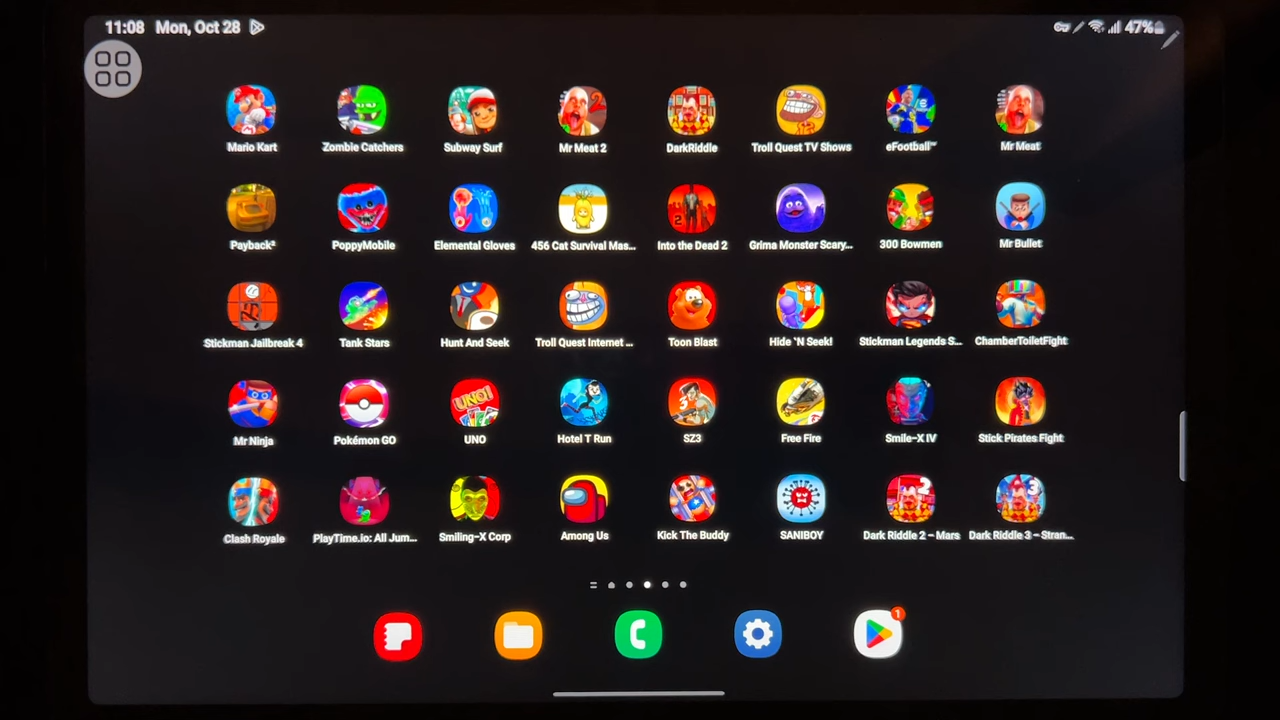 11:08 Mon, Oct 28 47%
Mario Kart Zombie Catchers Subway Surf Mr Meat 2 DarkRiddle Troll Quest TV Shows eFootball™ Mr Meat
2
Payback² PoppyMobile Elemental Gloves 456 Cat Survival Mas... Into the Dead 2 Grima Monster Scary... 300 Bowmen Mr Bullet
Stickman Jailbreak 4 Tank Stars Hunt And Seek Troll Quest Internet ... Toon Blast Hide 'N Seek! Stickman Legends S... ChamberToiletFight
UNO!
Mr Ninja Pokémon GO UNO Hotel T Run SZ3 Free Fire Smile-X IV Stick Pirates Fight
Clash Royale PlayTime.io: All Jum... Smiling-X Corp Among Us Kick The Buddy SANIBOY Dark Riddle 2 – Mars Dark Riddle 3 – Stran...
1